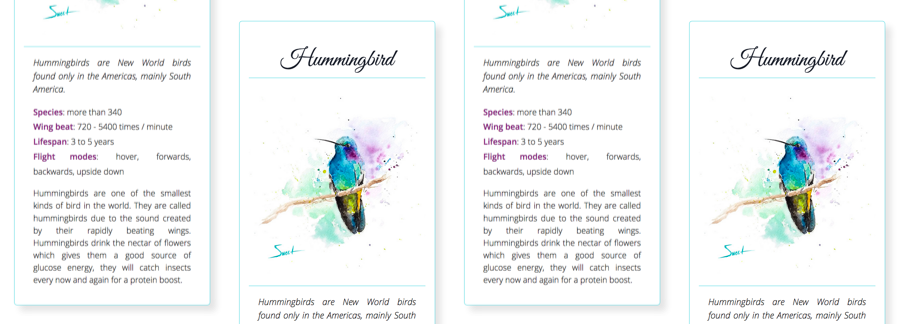 Sweet
Hummingbirds are New World birds
found only in the Americas, mainly South
America.
Species: more than 340
Wing beat: 720 - 5400 times / minute
Lifespan: 3 to 5 years
Flight modes: hover, forwards,
backwards, upside down
Hummingbirds are one of the smallest
kinds of bird in the world. They are called
hummingbirds due to the sound created
by their rapidly beating wings.
Hummingbirds drink the nectar of flowers
which gives them a good source of
glucose energy, they will catch insects
every now and again for a protein boost.
Hummingbird
Sweet
Hummingbirds are New World birds
found only in the Americas, mainly South
Sweet
Hummingbirds are New World birds
found only in the Americas, mainly South
America.
Species: more than 340
Wing beat: 720 - 5400 times / minute
Lifespan: 3 to 5 years
Flight modes: hover, forwards,
backwards, upside down
Hummingbirds are one of the smallest
kinds of bird in the world. They are called
hummingbirds due to the sound created
by their rapidly beating wings.
Hummingbirds drink the nectar of flowers
which gives them a good source of
glucose energy, they will catch insects
every now and again for a protein boost.
Hummingbird
Sweet
Hummingbirds are New World birds
found only in the Americas, mainly South